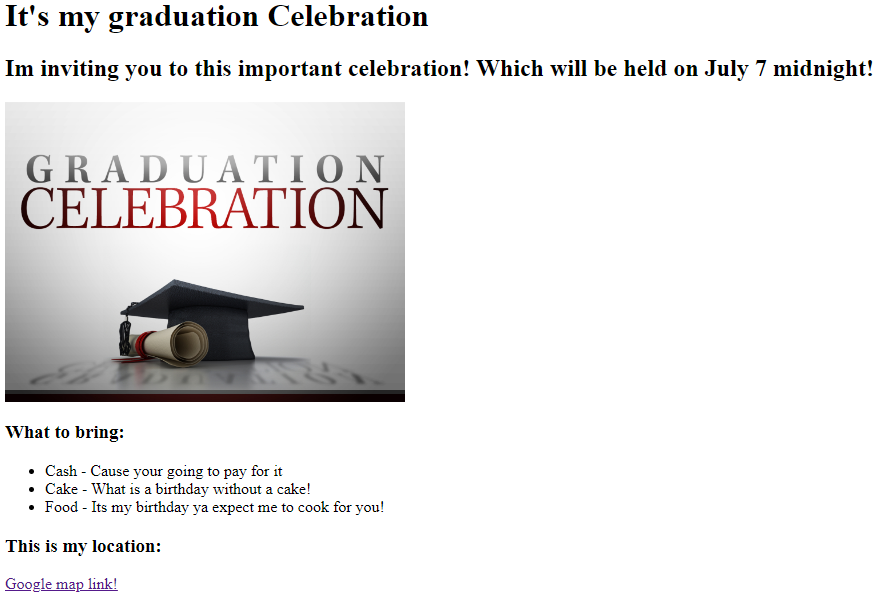 It's my graduation Celebration
Im inviting you to this important celebration! Which will be held on July 7 midnight!
GRADUATION
CELEBRATION
What to bring:
Cash - Cause your going to pay for it
Cake - What is a birthday without a cake!
Food - Its my birthday ya expect me to cook for you!
This is my location:
Google map link!